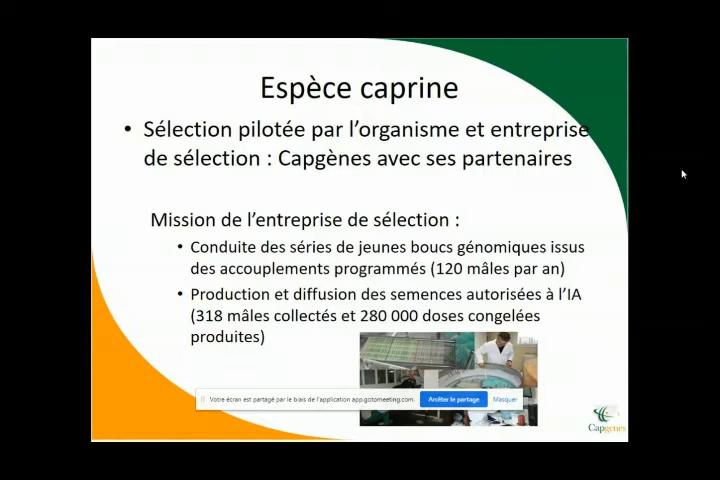 Espèce caprine
• Sélection pilotée par l'organisme et entreprise
de sélection : Capgènes avec ses partenaires
Mission de l'entreprise de sélection :
• Conduite des séries de jeunes boucs génomiques issus
des accouplements programmés (120 mâles par an)
• Production et diffusion des semences autorisées à l'IA
(318 mâles collectés et 280 000 doses congelées
produites)
Votre écran est partagé par le biais de l'application app.gotomeeting.com.
Arrêter le partage
Masquer
Capgenes